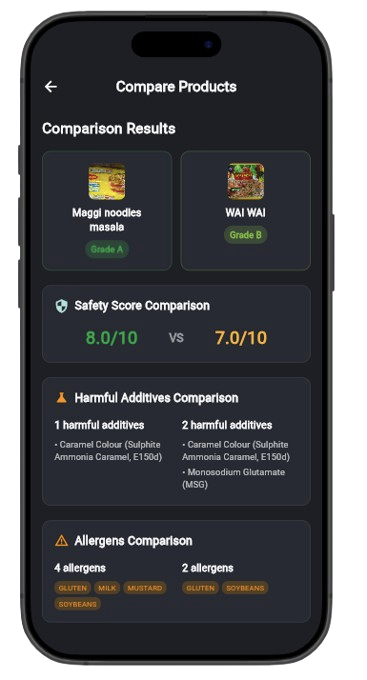 Compare Products
Comparison Results
Maggi noodles
masala
Grade A
WAI WAI
Grade B
Safety Score Comparison
8.0/10 VS 7.0/10
Harmful Additives Comparison
1 harmful additives
• Caramel Colour (Sulphite
Ammonia Caramel, E150d)
2 harmful additives
• Caramel Colour (Sulphite
Ammonia Caramel, E150d)
• Monosodium Glutamate
(MSG)
Allergens Comparison
4 allergens
GLUTEN MILK MUSTARD
SOYBEANS
2 allergens
GLUTEN SOYBEANS